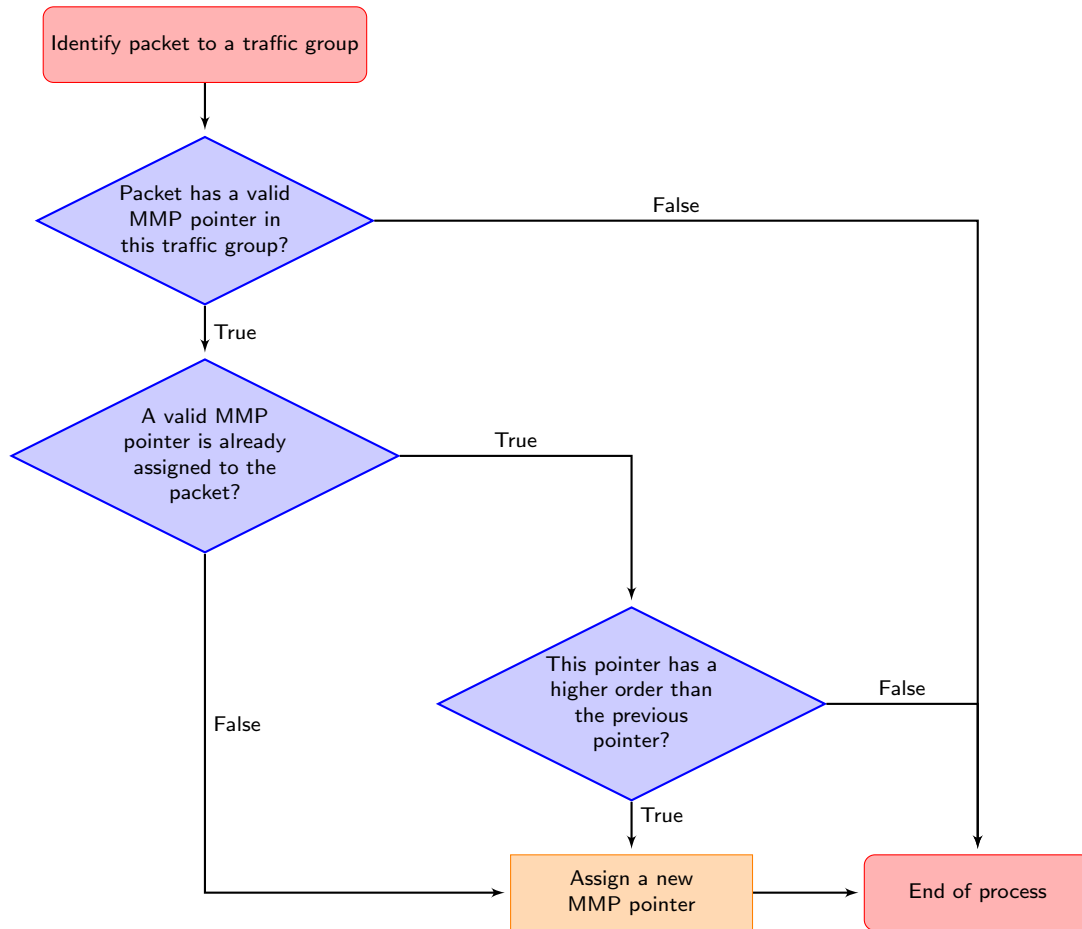 Identify packet to a traffic group
Packet has a valid
MMP pointer in
this traffic group?
False
True
A valid MMP
pointer is already
assigned to the
packet?
True
This pointer has a
higher order than
the previous
pointer?
False
False
True
Assign a new
MMP pointer
End of process